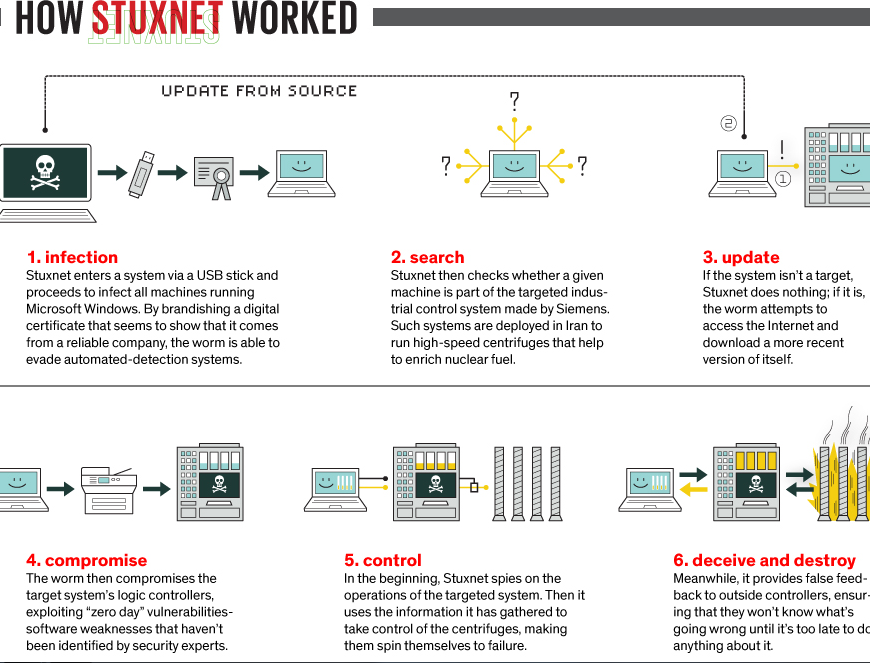 HOW STUXNET WORKED
UPDATE FROM SOURCE
?
?
?
2
!
1
1. infection
Stuxnet enters a system via a USB stick and
proceeds to infect all machines running
Microsoft Windows. By brandishing a digital
certificate that seems to show that it comes
from a reliable company, the worm is able to
evade automated-detection systems.
2. search
Stuxnet then checks whether a given
machine is part of the targeted indus-
trial control system made by Siemens.
Such systems are deployed in Iran to
run high-speed centrifuges that help
to enrich nuclear fuel.
3. update
If the system isn’t a target,
Stuxnet does nothing; if it is,
the worm attempts to
access the Internet and
download a more recent
version of itself.
4. compromise
The worm then compromises the
target system’s logic controllers,
exploiting “zero day” vulnerabilities-
software weaknesses that haven’t
been identified by security experts.
5. control
In the beginning, Stuxnet spies on the
operations of the targeted system. Then it
uses the information it has gathered to
take control of the centrifuges, making
them spin themselves to failure.
6. deceive and destroy
Meanwhile, it provides false feed-
back to outside controllers, ensur-
ing that they won’t know what’s
going wrong until it’s too late to do
anything about it.